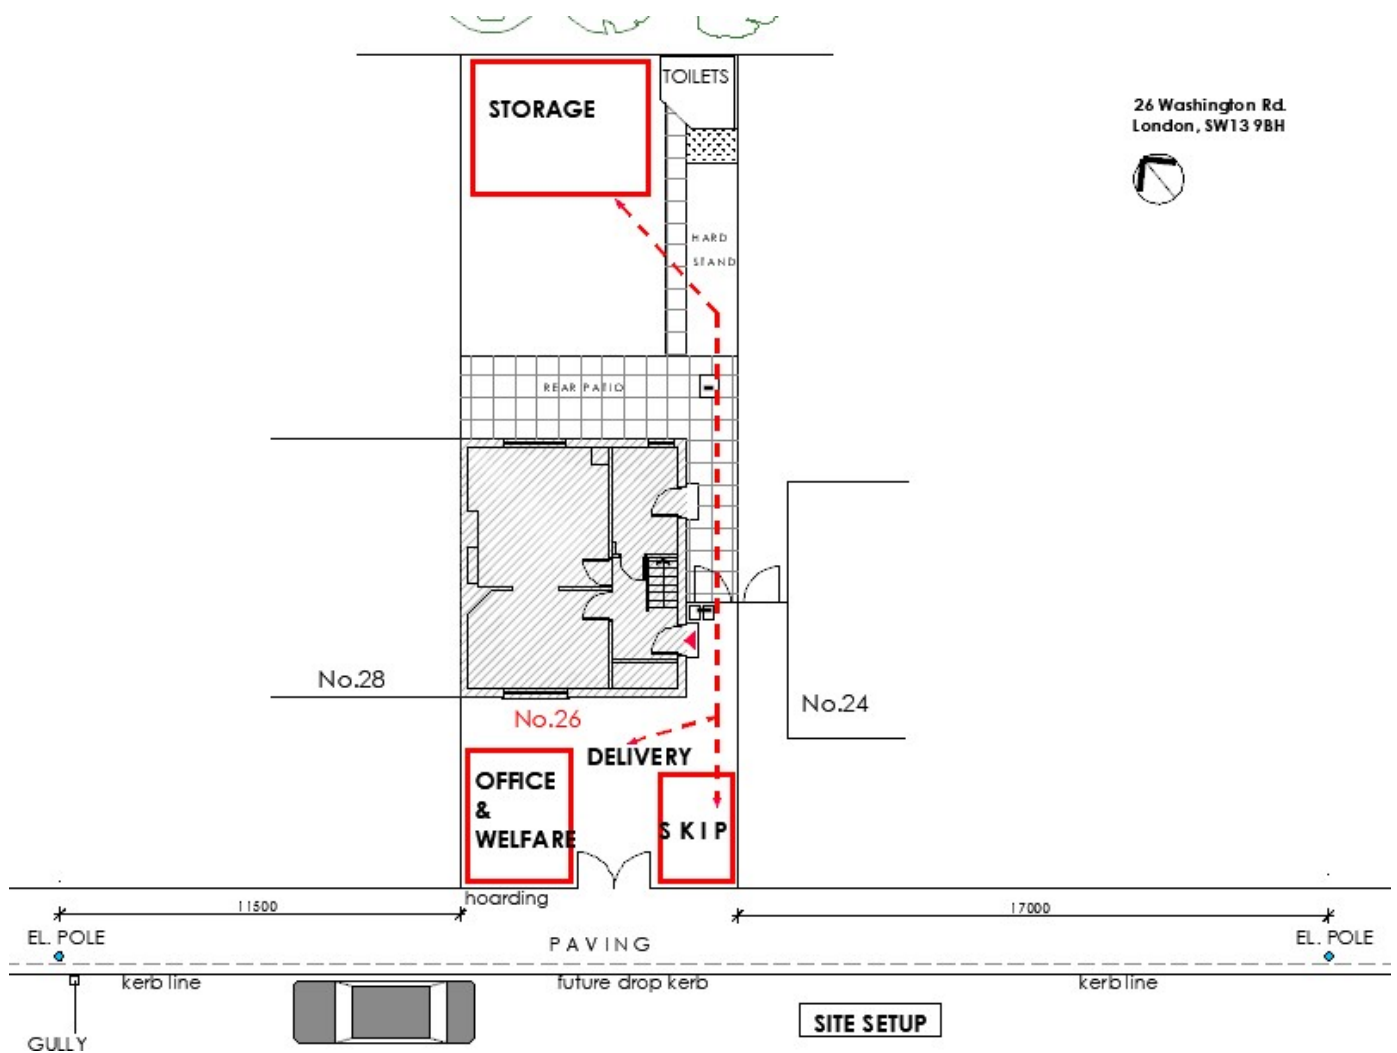 TOILETS
STORAGE
26 Washington Rd.
London, SW13 9BH
HARD
STAND
REAR PATIO
No.28
No.24
No.26
DELIVERY
OFFICE
&
WELFARE
SKIP
hoarding
11500
17000
EL. POLE
PAVING
EL. POLE
kerb line
future drop kerb
kerb line
SITE SETUP
GULLY